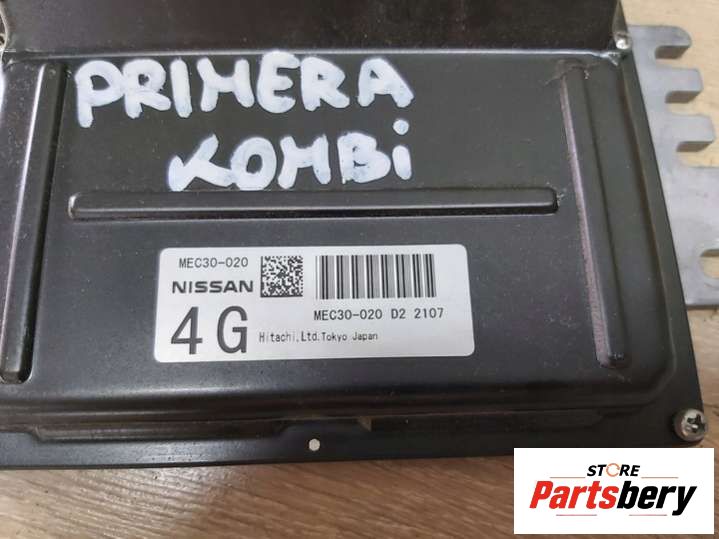 PRIMERA
KOMBi
MEC30-020
NISSAN
MEC30-020 D2 2107
4G
Hitachi,Ltd.Tokyo Japan
STORE
Partsbery